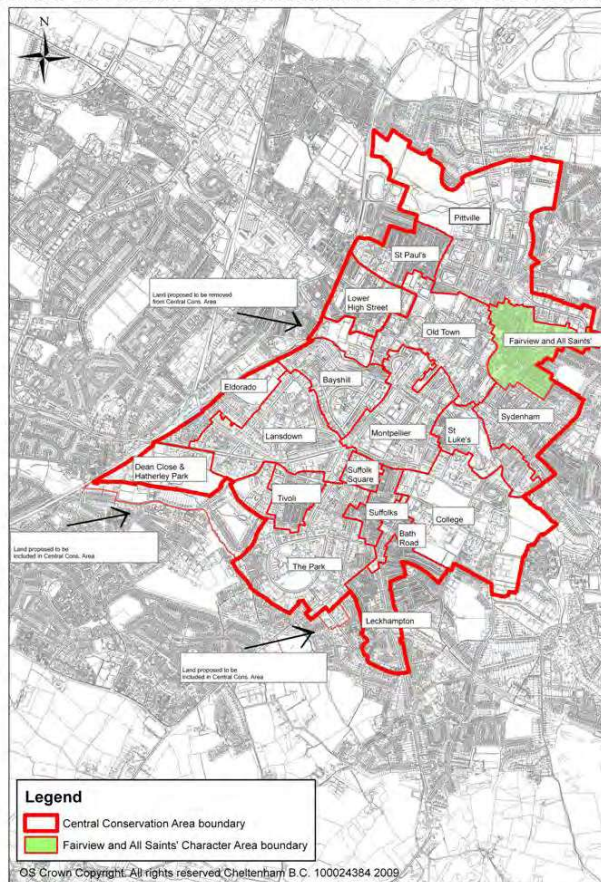 N
Pittville
St Paul's
Land proposed to be removed
from Central Cons. Area
Lower
High Street
Old Town
Fairview and All Saints'
Eldorado
Bayshill
Lansdown
Montpellier
St
Luke's
Sydenham
Dean Close &
Hatherley Park
Suffolk
Square
Tivoli
Suffolks
College
Bath
Road
Land proposed to be
included in Central Cons. Area
The Park
Leckhampton
Land proposed to be
included in Central Cons. Area
Legend
Central Conservation Area boundary
Fairview and All Saints' Character Area boundary
OS Crown Copyright. All rights reserved Cheltenham B.C. 100024384 2009